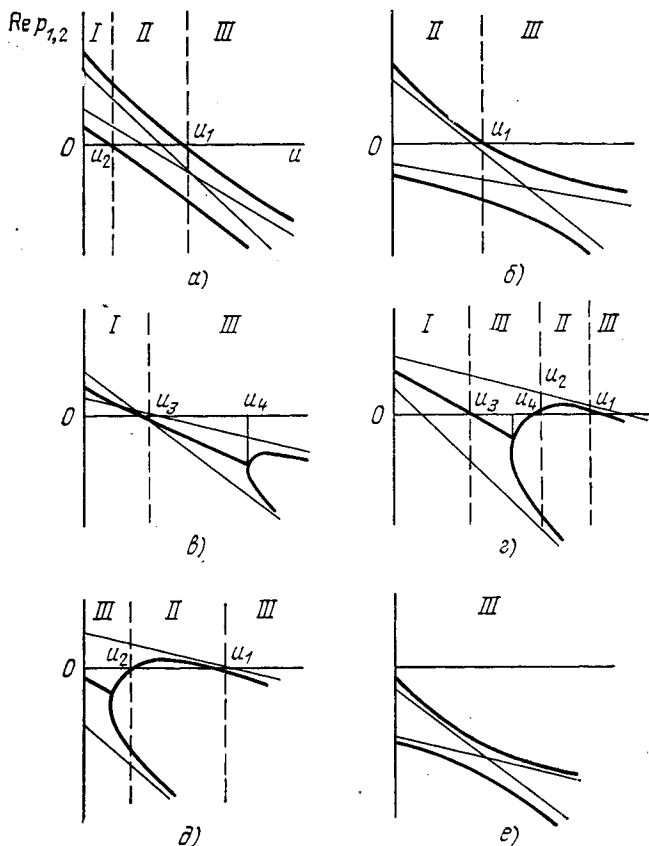 Re p₁,₂
I II III
0 u₂ u₁ u
а)
II III
0 u₁
б)
I III
0 u₃ u₄
в)
I III II III
0 u₃ u₄ u₂ u₁
г)
III II III
0 u₂ u₁
д)
III
0
е)